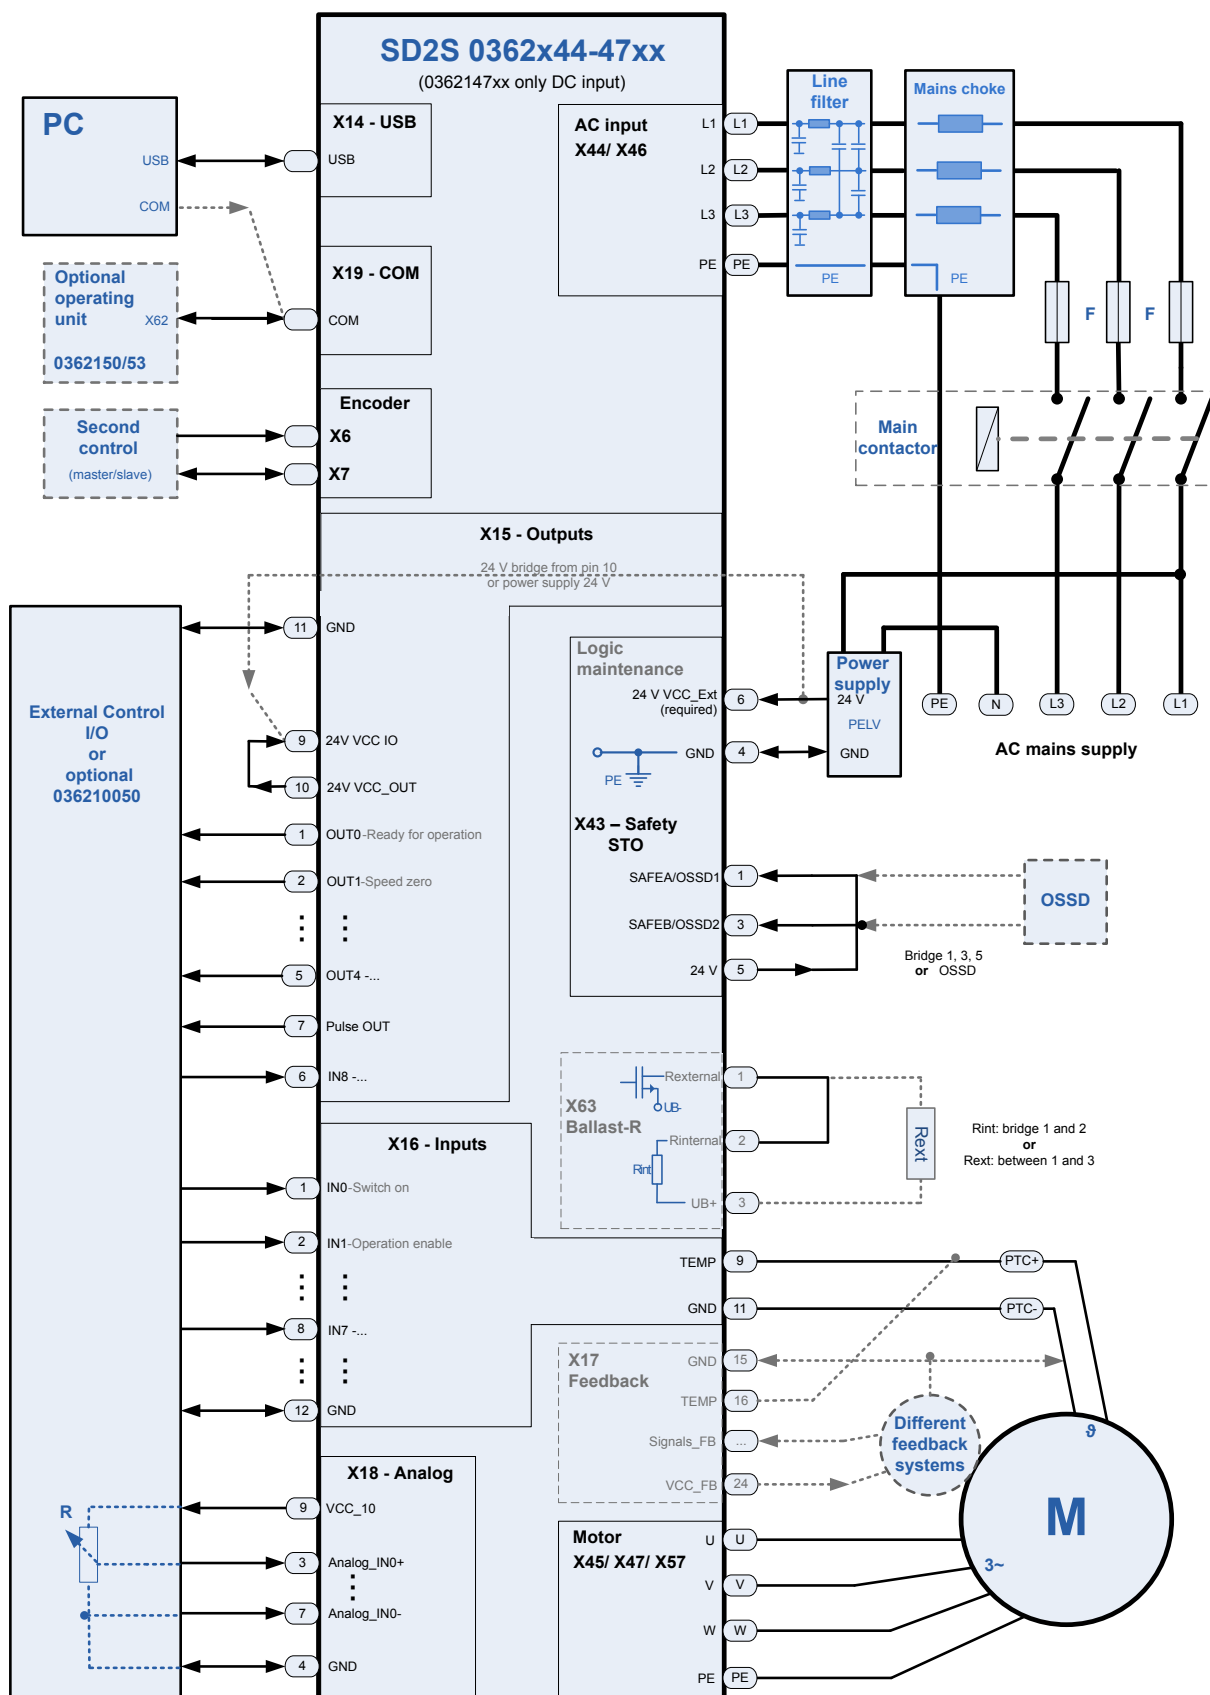 SD2S 0362x44-47xx
(0362147xx only DC input)
PC
USB
COM
X14 - USB
USB
X19 - COM
COM
Optional
operating
unit
X62
0362150/53
Encoder
X6
X7
Second
control
(master/slave)
AC input
X44/ X46
L1
L1
L2
L2
L3
L3
PE
PE
Line
filter
PE
Mains choke
PE
F
F
Main
contactor
X15 - Outputs
24 V bridge from pin 10
or power supply 24 V
External Control
I/O
or
optional
036210050
11
GND
9
24V VCC IO
10
24V VCC_OUT
1
OUT0-Ready for operation
2
OUT1-Speed zero
5
OUT4 -...
7
Pulse OUT
6
IN8 -...
Logic
maintenance
24 V VCC_Ext
(required)
6
GND
4
PE
Power
supply
24 V
PELV
GND
PE
N
L3
L2
L1
AC mains supply
X43 – Safety
STO
SAFEA/OSSD1
1
SAFEB/OSSD2
3
24 V
5
OSSD
Bridge 1, 3, 5
or OSSD
X63
Ballast-R
Rexternal
1
UB-
Rinternal
2
Rint
UB+
3
Rext
Rint: bridge 1 and 2
or
Rext: between 1 and 3
X16 - Inputs
1
IN0-Switch on
2
IN1-Operation enable
8
IN7 -...
12
GND
TEMP
9
PTC+
GND
11
PTC-
X17
Feedback
GND
15
TEMP
16
Signals_FB
...
VCC_FB
24
Different
feedback
systems
ϑ
M
3~
X18 - Analog
R
9
VCC_10
3
Analog_IN0+
7
Analog_IN0-
4
GND
Motor
X45/ X47/ X57
U
U
V
V
W
W
PE
PE